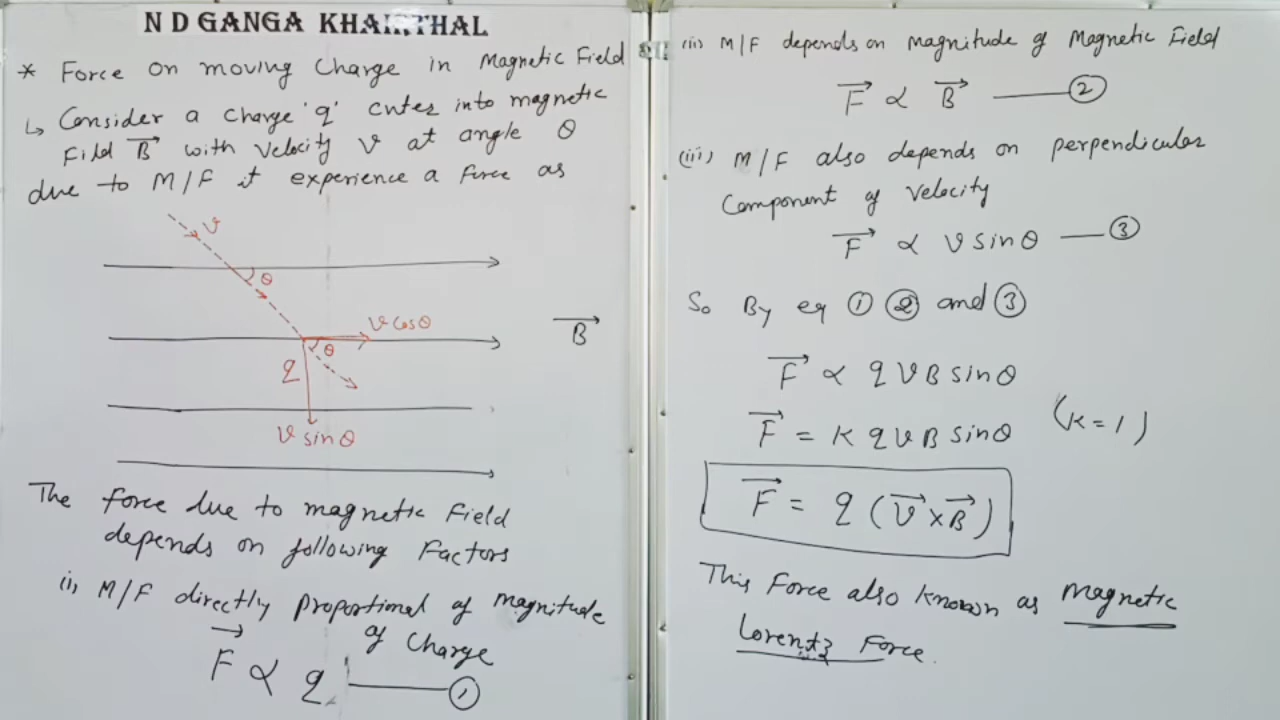 N D GANGA KHAIRTHAL
* Force on moving Charge in Magnetic Field
↳ Consider a charge 'q' enter into magnetic
Fild B⃗ with velocity v at angle θ
due to M/F it experience a Force as
v
θ
v cosθ
θ
q
B⃗
v sinθ
The force due to magnetic Field
depends on following Factors
(i) M/F directly proportional of magnitude
of charge
F⃗ ∝ q — ①
(ii) M/F depends on magnitude of Magnetic Field
F⃗ ∝ B⃗ — ②
(iii) M/F also depends on perpendicular
Component of velocity
F⃗ ∝ v sinθ — ③
So By eq ① ② and ③
F⃗ ∝ q v B sinθ
F⃗ = K q v B sinθ (K = 1)
F⃗ = q (v⃗ × B⃗)
This Force also known as magnetic
Lorentz Force.